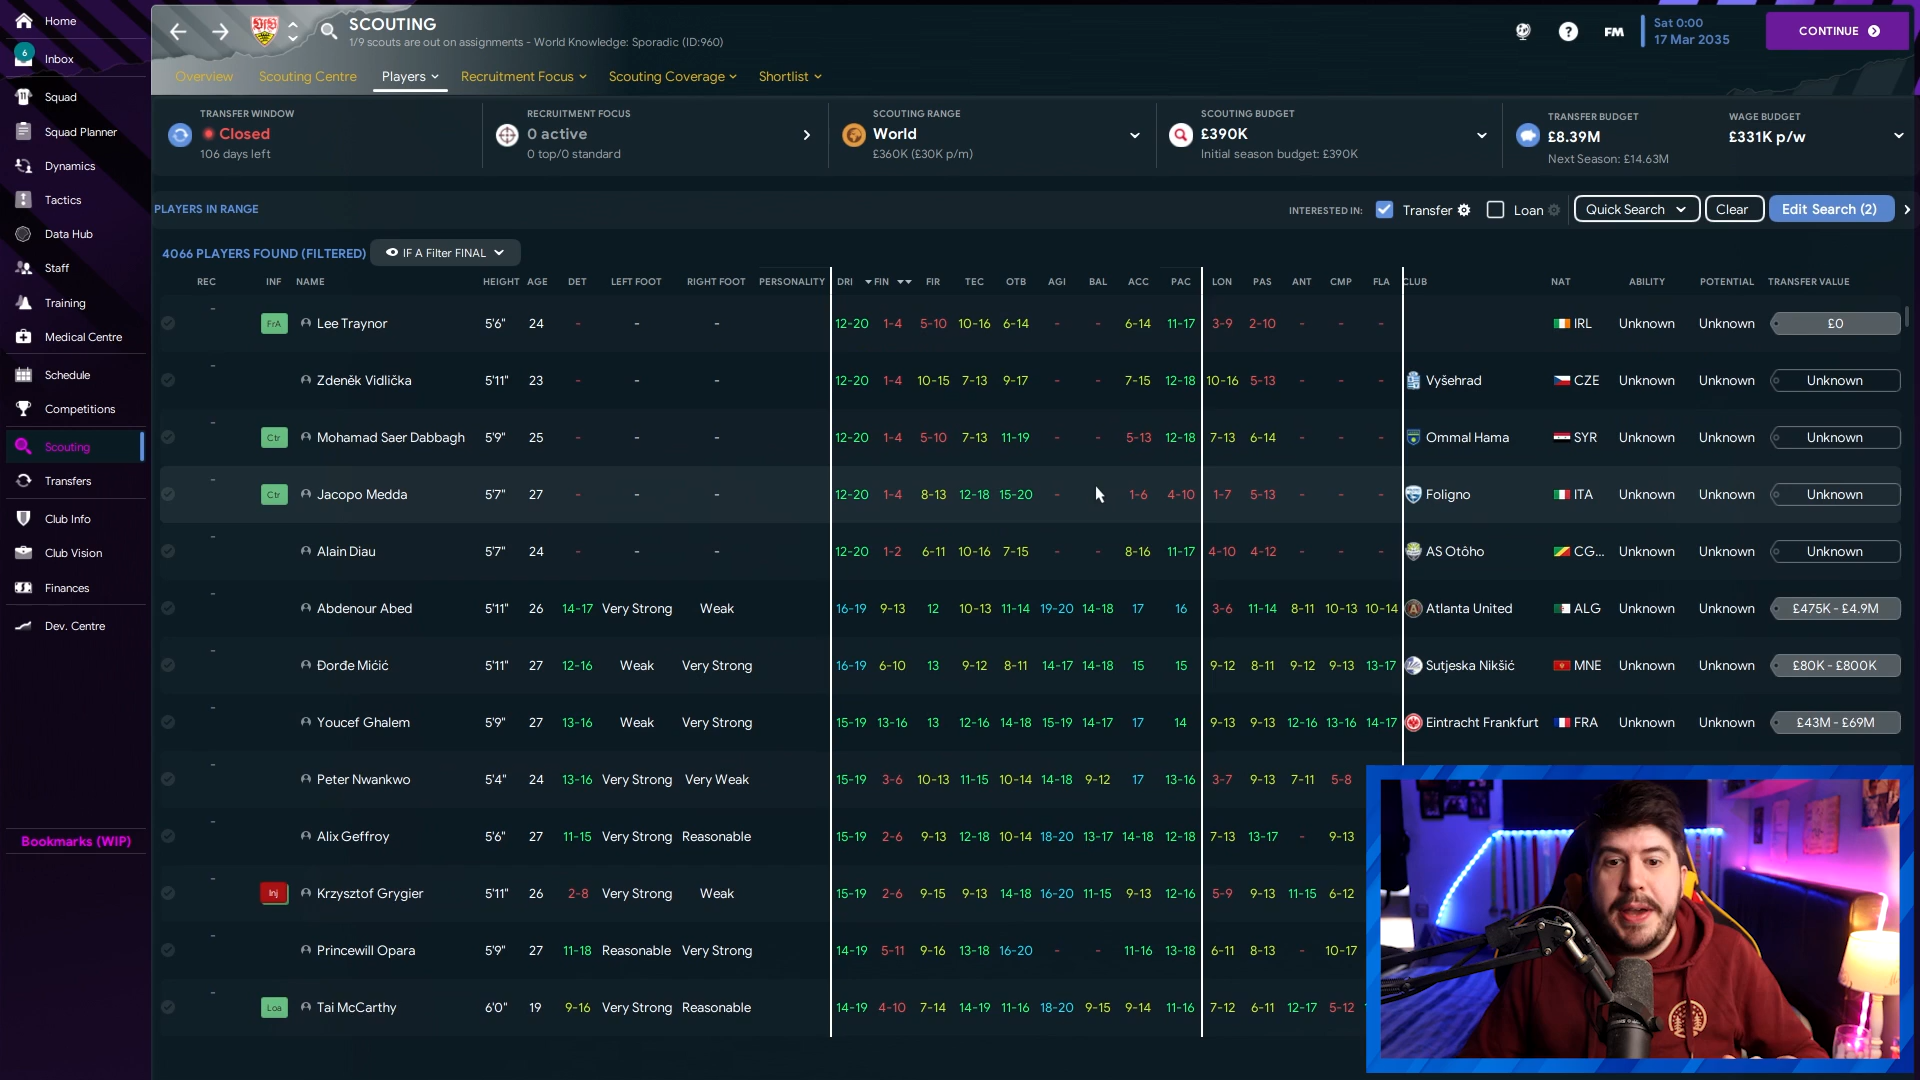 Home
6
Inbox
Squad
Squad Planner
Dynamics
Tactics
Data Hub
Staff
Training
Medical Centre
Schedule
Competitions
Scouting
Transfers
Club Info
Club Vision
Finances
Dev. Centre
Bookmarks (WIP)
SCOUTING
1/9 scouts are out on assignments - World Knowledge: Sporadic (ID:960)
FM
Sat 0:00
17 Mar 2035
CONTINUE
Overview Scouting Centre Players Recruitment Focus Scouting Coverage Shortlist
TRANSFER WINDOW
Closed
106 days left
RECRUITMENT FOCUS
0 active
0 top/0 standard
SCOUTING RANGE
World
£360K (£30K p/m)
SCOUTING BUDGET
£390K
Initial season budget: £390K
TRANSFER BUDGET
£8.39M
Next Season: £14.63M
WAGE BUDGET
£331K p/w
PLAYERS IN RANGE
INTERESTED IN: Transfer Loan Quick Search Clear Edit Search (2)
4066 PLAYERS FOUND (FILTERED) IF A Filter FINAL
REC INF NAME HEIGHT AGE DET LEFT FOOT RIGHT FOOT PERSONALITY DRI FIN FIR TEC OTB AGI BAL ACC PAC LON PAS ANT CMP FLA CLUB NAT ABILITY POTENTIAL TRANSFER VALUE
- FrA Lee Traynor 5'6" 24 - - - 12-20 1-4 5-10 10-16 6-14 - - 6-14 11-17 3-9 2-10 - - - IRL Unknown Unknown £0
- Zdeněk Vidlička 5'11" 23 - - - 12-20 1-4 10-15 7-13 9-17 - - 7-15 12-18 10-16 5-13 - - - Vyšehrad CZE Unknown Unknown Unknown
- Ctr Mohamad Saer Dabbagh 5'9" 25 - - - 12-20 1-4 5-10 7-13 11-19 - - 5-13 12-18 7-13 6-14 - - - Ommal Hama SYR Unknown Unknown Unknown
- Ctr Jacopo Medda 5'7" 27 - - - 12-20 1-4 8-13 12-18 15-20 - - 1-6 4-10 1-7 5-13 - - - Foligno ITA Unknown Unknown Unknown
- Alain Diau 5'7" 24 - - - 12-20 1-2 6-11 10-16 7-15 - - 8-16 11-17 4-10 4-12 - - - AS Otôho CG... Unknown Unknown Unknown
- Abdenour Abed 5'11" 26 14-17 Very Strong Weak 16-19 9-13 12 10-13 11-14 19-20 14-18 17 16 3-6 11-14 8-11 10-13 10-14 Atlanta United ALG Unknown Unknown £475K - £4.9M
- Đorđe Mićić 5'11" 27 12-16 Weak Very Strong 16-19 6-10 13 9-12 8-11 14-17 14-18 15 15 9-12 8-11 9-12 9-13 13-17 Sutjeska Nikšić MNE Unknown Unknown £80K - £800K
- Youcef Ghalem 5'9" 27 13-16 Weak Very Strong 15-19 13-16 13 12-16 14-18 15-19 14-17 17 14 9-13 9-13 12-16 13-16 14-17 Eintracht Frankfurt FRA Unknown Unknown £43M - £69M
- Peter Nwankwo 5'4" 24 13-16 Very Strong Very Weak 15-19 3-6 10-13 11-15 10-14 14-18 9-12 17 13-16 3-7 9-13 7-11 5-8
- Alix Geffroy 5'6" 27 11-15 Very Strong Reasonable 15-19 2-6 9-13 12-18 10-14 18-20 13-17 14-18 12-18 7-13 13-17 - 9-13
- Inj Krzysztof Grygier 5'11" 26 2-8 Very Strong Weak 15-19 2-6 9-15 9-13 14-18 16-20 11-15 9-13 12-16 5-9 9-13 11-15 6-12
- Princewill Opara 5'9" 27 11-18 Reasonable Very Strong 14-19 5-11 9-16 13-18 16-20 - - 11-16 13-18 6-11 8-13 - 10-17
- Loa Tai McCarthy 6'0" 19 9-16 Very Strong Reasonable 14-19 4-10 7-14 14-19 11-16 18-20 9-15 9-14 11-16 7-12 6-11 12-17 5-12